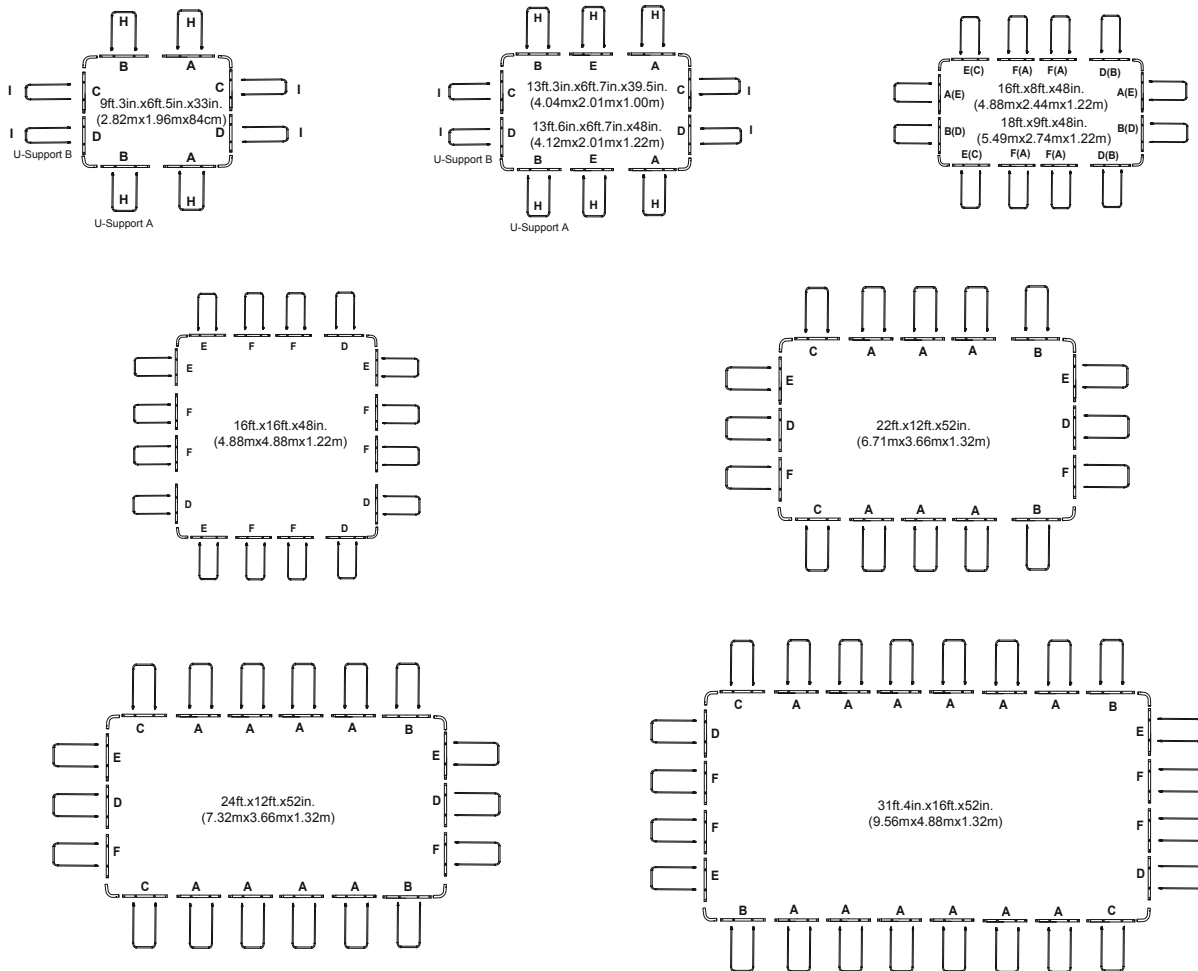 H H
B A
I C C I
9ft.3in.x6ft.5in.x33in.
(2.82mx1.96mx84cm)
I D D I
U-Support B
B A
H H
U-Support A
H H H
B E A
I C C I
13ft.3in.x6ft.7in.x39.5in.
(4.04mx2.01mx1.00m)
13ft.6in.x6ft.7in.x48in.
(4.12mx2.01mx1.22m)
I D D I
U-Support B
B E A
H H H
U-Support A
E(C) F(A) F(A) D(B)
16ft.x8ft.x48in.
A(E) A(E)
(4.88mx2.44mx1.22m)
18ft.x9ft.x48in.
B(D) B(D)
(5.49mx2.74mx1.22m)
E(C) F(A) F(A) D(B)
E F F D
E E
F F
16ft.x16ft.x48in.
(4.88mx4.88mx1.22m)
F F
D D
E F F D
C A A A B
E E
D D
22ft.x12ft.x52in.
(6.71mx3.66mx1.32m)
F F
C A A A B
C A A A A B
E E
D D
24ft.x12ft.x52in.
(7.32mx3.66mx1.32m)
F F
C A A A A B
C A A A A A A B
D E
F F
31ft.4in.x16ft.x52in.
(9.56mx4.88mx1.32m)
F F
E D
B A A A A A A C